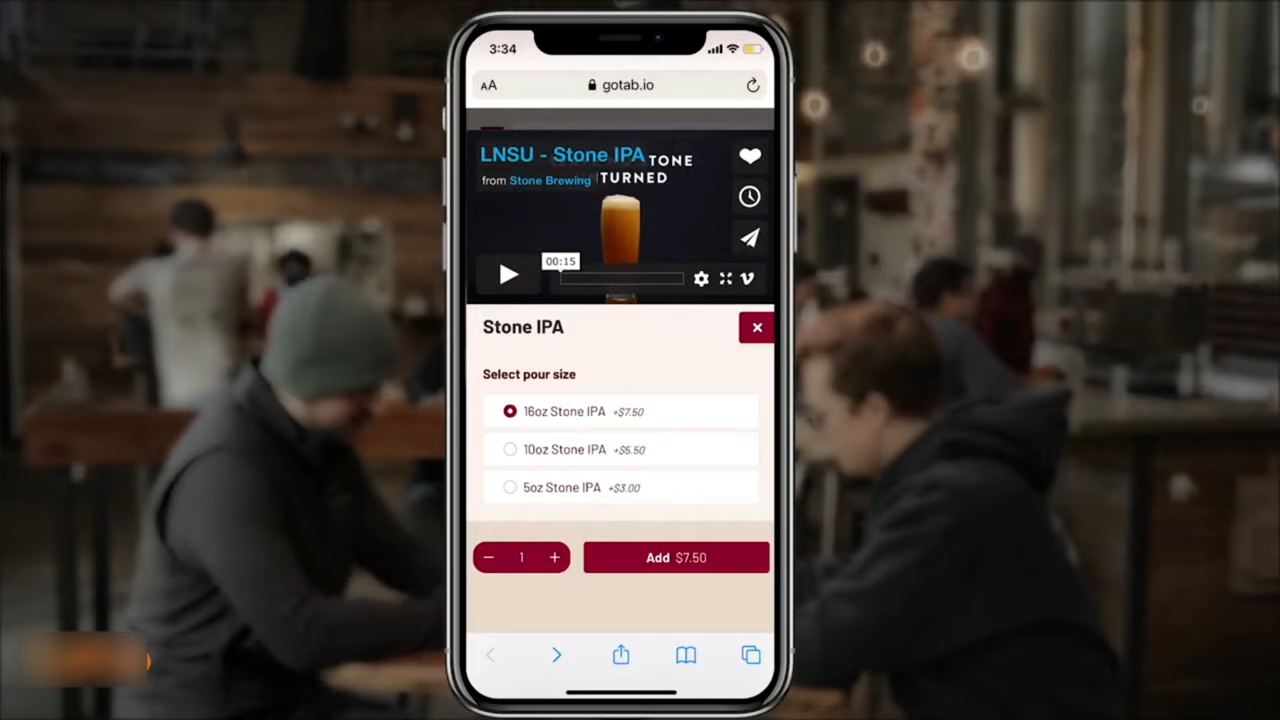 3:34
AA
gotab.io
LNSU - Stone IPA
TONE
from Stone Brewing
TURNED
00:15
Stone IPA
Select pour size
16oz Stone IPA +$7.50
10oz Stone IPA +$5.50
5oz Stone IPA +$3.00
1
Add $7.50